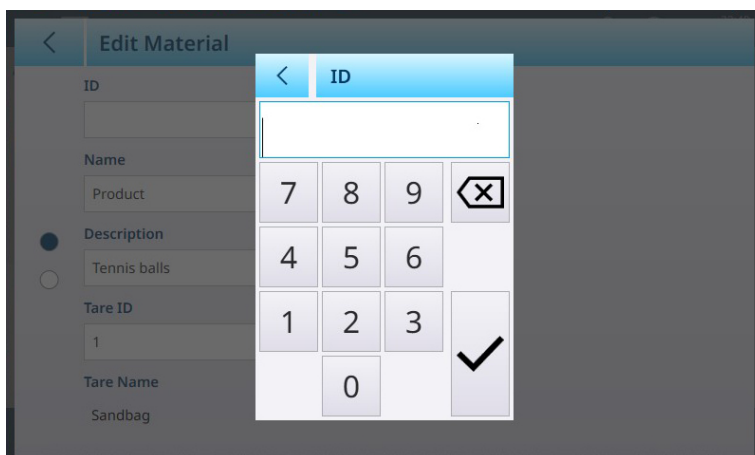 Edit Material
ID
Name
Product
Description
Tennis balls
Tare ID
1
Tare Name
Sandbag
ID
7 8 9
4 5 6
1 2 3
0